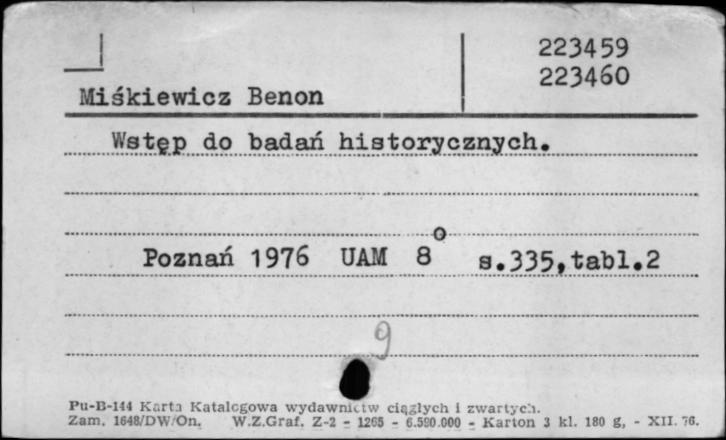 223459
223460
Miśkiewicz Benon
Wstęp do badań historycznych.
Poznań 1976 UAM 8° s.335,tabl.2
9
Pu-B-144 Karta Katalogowa wydawnictw ciągłych i zwartych.
Zam. 1648/DW/On. W.Z.Graf. Z-2 - 1265 - 6.590.000 - Karton 3 kl. 180 g, - XII. 76.